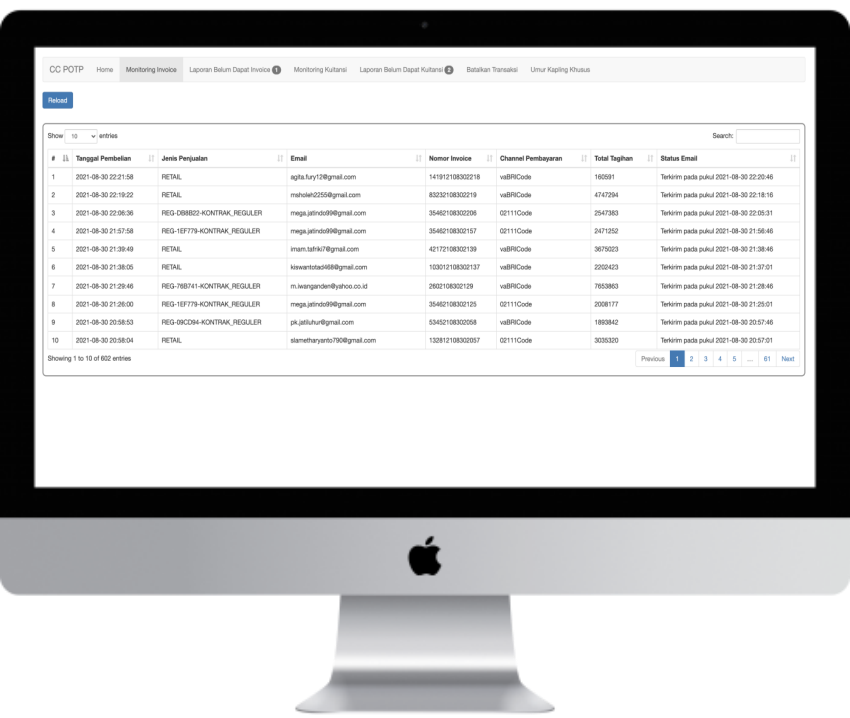 CC POTP Home Monitoring Invoice Laporan Belum Dapat Invoice 1 Monitoring Kuitansi Laporan Belum Dapat Kuitansi 2 Batalkan Transaksi Umur Kapling Khusus
Reload
Show 10 entries Search:
# Tanggal Pembelian Jenis Penjualan Email Nomor Invoice Channel Pembayaran Total Tagihan Status Email
1 2021-08-30 22:21:58 RETAIL agita.fury12@gmail.com 141912108302218 vaBRICode 160591 Terkirim pada pukul 2021-08-30 22:20:46
2 2021-08-30 22:19:22 RETAIL msholeh2255@gmail.com 83232108302219 vaBRICode 4747294 Terkirim pada pukul 2021-08-30 22:18:16
3 2021-08-30 22:06:36 REG-DB8B22-KONTRAK_REGULER mega.jatindo99@gmail.com 35462108302206 02111Code 2547383 Terkirim pada pukul 2021-08-30 22:05:31
4 2021-08-30 21:57:58 REG-1EF779-KONTRAK_REGULER mega.jatindo99@gmail.com 35462108302157 02111Code 2471252 Terkirim pada pukul 2021-08-30 21:56:46
5 2021-08-30 21:39:49 RETAIL imam.tafriki7@gmail.com 42172108302139 vaBRICode 3675023 Terkirim pada pukul 2021-08-30 21:38:46
6 2021-08-30 21:38:05 RETAIL kiswantotad468@gmail.com 103012108302137 vaBRICode 2202423 Terkirim pada pukul 2021-08-30 21:37:01
7 2021-08-30 21:29:46 REG-76B741-KONTRAK_REGULER m.iwanganden@yahoo.co.id 2602108302129 vaBRICode 7653863 Terkirim pada pukul 2021-08-30 21:28:46
8 2021-08-30 21:26:00 REG-1EF779-KONTRAK_REGULER mega.jatindo99@gmail.com 35462108302125 02111Code 2008177 Terkirim pada pukul 2021-08-30 21:25:01
9 2021-08-30 20:58:53 REG-09CD94-KONTRAK_REGULER pk.jatiluhur@gmail.com 53452108302058 vaBRICode 1893842 Terkirim pada pukul 2021-08-30 20:57:46
10 2021-08-30 20:58:04 RETAIL slametharyanto790@gmail.com 132812108302057 02111Code 3035320 Terkirim pada pukul 2021-08-30 20:57:01
Showing 1 to 10 of 602 entries Previous 1 2 3 4 5 ... 61 Next